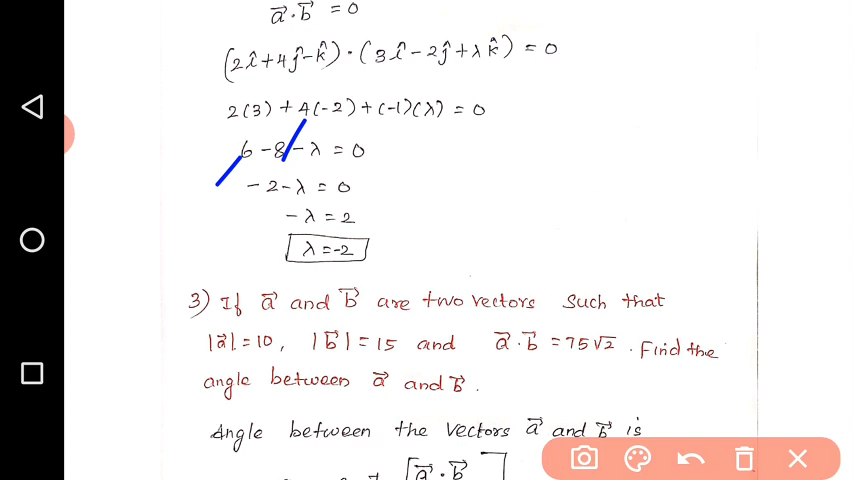 a⃗·b⃗ = 0
(2î+4ĵ-k̂)·(3î-2ĵ+λk̂) = 0
2(3)+4(-2)+(-1)(λ) = 0
6-8-λ = 0
-2-λ = 0
-λ = 2
λ = -2
3) If a⃗ and b⃗ are two vectors such that
|a⃗|=10, |b⃗|=15 and a⃗·b⃗ = 75√2. Find the
angle between a⃗ and b⃗.
Angle between the vectors a⃗ and b⃗ is
[a⃗·b⃗]